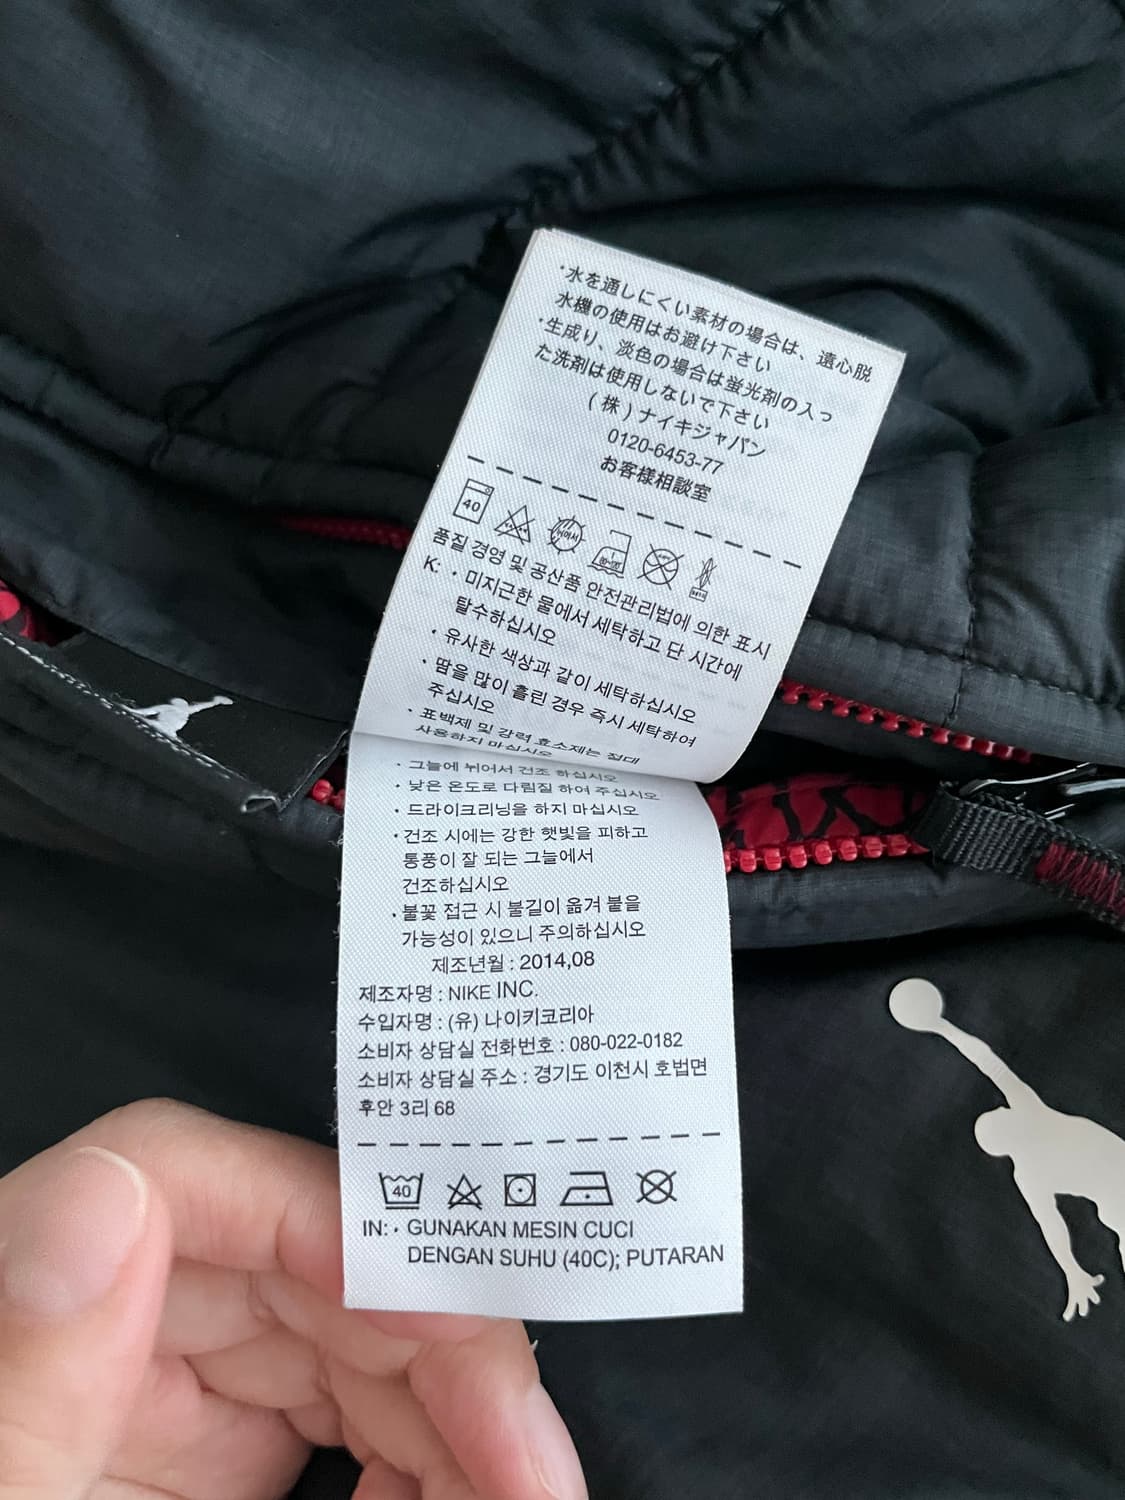 ・水を通しにくい素材の場合は、遠心脱
水機の使用はお避け下さい
・生成り、淡色の場合は蛍光剤の入っ
た洗剤は使用しないで下さい
(株)ナイキジャパン
0120-6453-77
お客様相談室
40
품질 경영 및 공산품 안전관리법에 의한 표시
K: · 미지근한 물에서 세탁하고 단 시간에
탈수하십시오
· 유사한 색상과 같이 세탁하십시오
· 땀을 많이 흘린 경우 즉시 세탁하여
주십시오
· 표백제 및 강력 효소제는 절대
사용하지 마십시오
· 그늘에 뉘어서 건조 하십시오
· 낮은 온도로 다림질 하여 주십시오
· 드라이크리닝을 하지 마십시오
· 건조 시에는 강한 햇빛을 피하고
통풍이 잘 되는 그늘에서
건조하십시오
· 불꽃 접근 시 불길이 옮겨 붙을
가능성이 있으니 주의하십시오
제조년월 : 2014,08
제조자명 : NIKE INC.
수입자명 : (유) 나이키코리아
소비자 상담실 전화번호 : 080-022-0182
소비자 상담실 주소 : 경기도 이천시 호법면
후안 3리 68
40
IN: · GUNAKAN MESIN CUCI
DENGAN SUHU (40C); PUTARAN